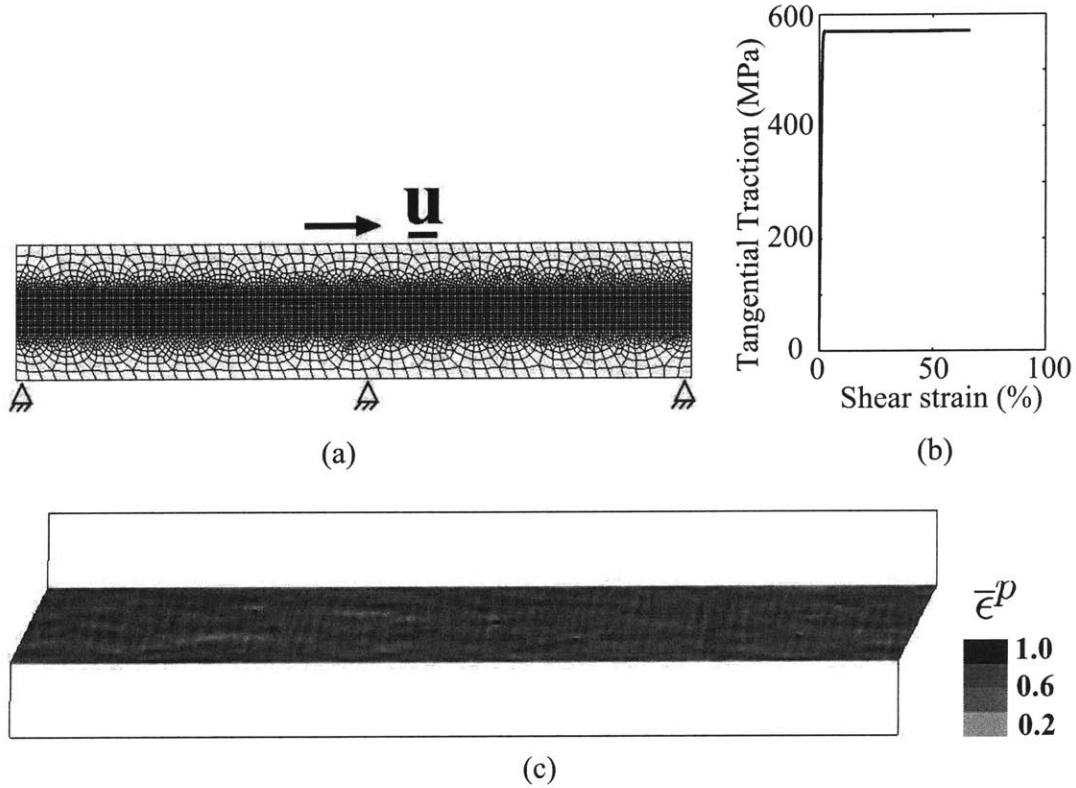 u
(a)
Tangential Traction (MPa)
600
400
200
0
0
50
100
Shear strain (%)
(b)
ε̄ᵖ
1.0
0.6
0.2
(c)